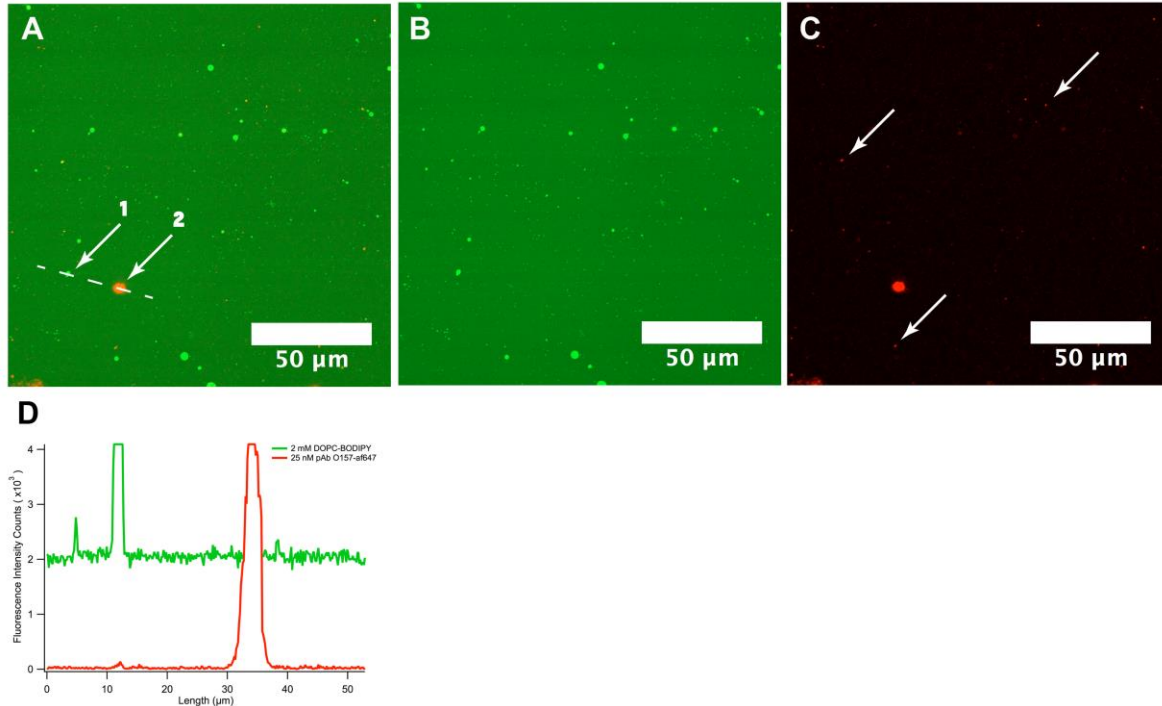 A
B
C
1
2
50 µm
50 µm
50 µm
D
2 mM DOPC-BODIPY
25 nM pAb O157-af647
Fluorescence Intensity Counts ( x10³ )
4
3
2
1
0
0
10
20
30
40
50
Length (µm)